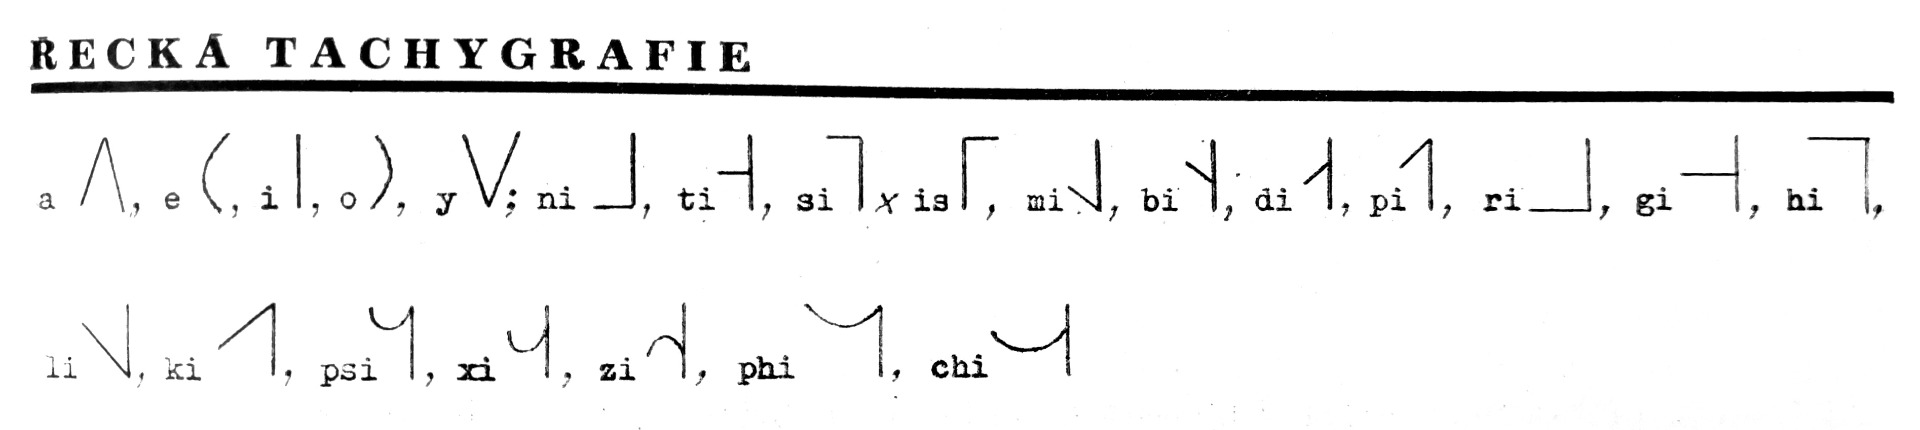 ŘECKÁ TACHYGRAFIE
a , e , i , o , y ; ni , ti , si x is , mi , bi , di , pi , ri , gi , hi ,
li , ki , psi , xi , zi , phi , chi